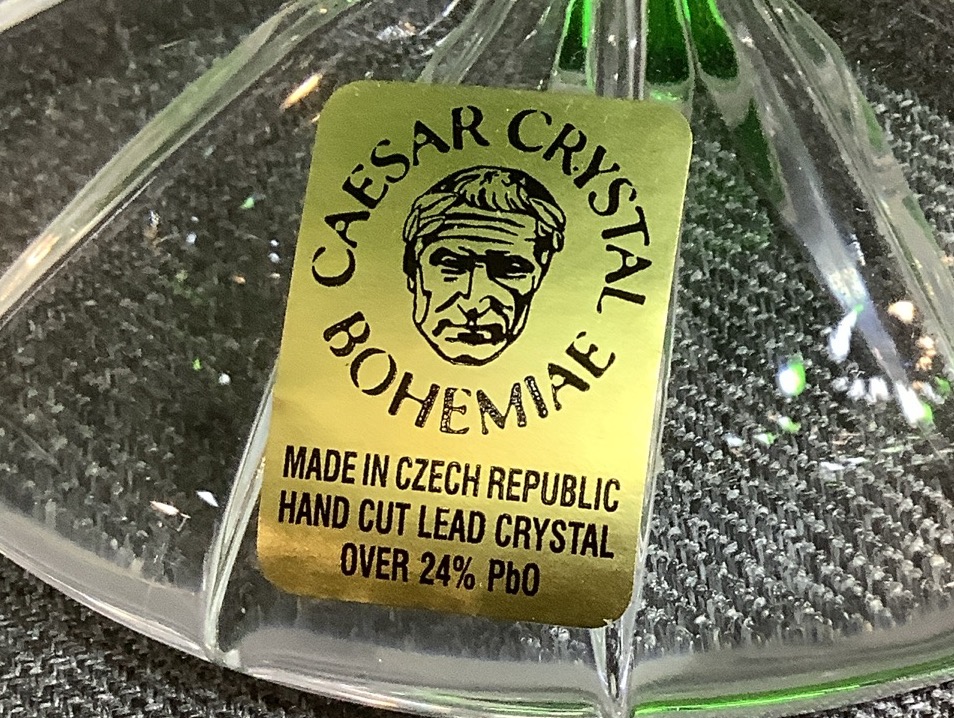 CAESAR CRYSTAL
BOHEMIAE
MADE IN CZECH REPUBLIC
HAND CUT LEAD CRYSTAL
OVER 24% PbO